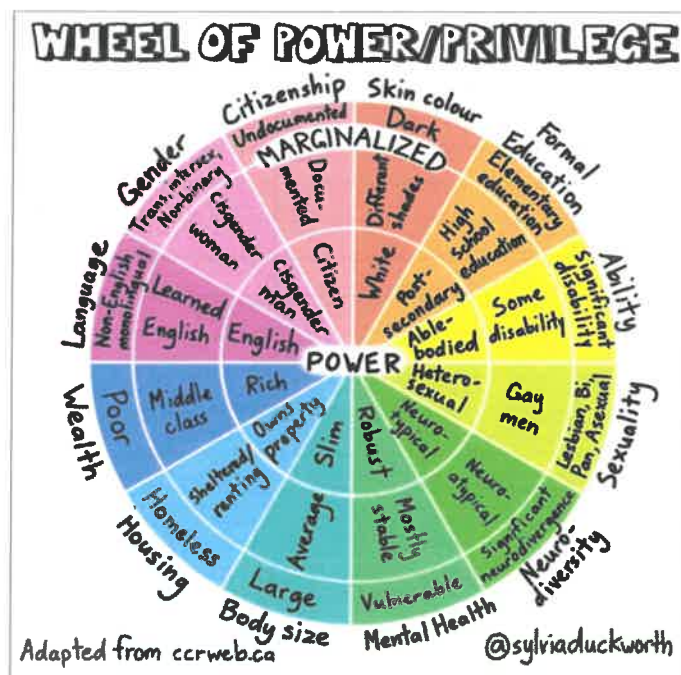 WHEEL OF POWER/PRIVILEGE
Citizenship
Undocumented
Documented
Citizen
Skin colour
Dark
Different
shades
White
Formal
Education
Elementary
education
High
School
education
Post-
secondary
Ability
Significant
disability
Some
disability
Able-
bodied
Sexuality
Lesbian, Bi,
Pan, Asexual
Gay
men
Hetero-
sexual
Neuro-
diversity
Significant
neurodivergence
Neuro-
atypical
Neuro-
typical
Mental Health
Vulnerable
Mostly
stable
Robust
Body size
Large
Average
Slim
Housing
Homeless
Sheltered/
renting
Owns
property
Wealth
Poor
Middle
class
Rich
Language
Non-English
monolingual
Learned
English
English
Gender
Trans, intersex,
Nonbinary
Cisgender
woman
cisgender
man
MARGINALIZED
POWER
Adapted from ccrweb.ca
@sylviaduckworth